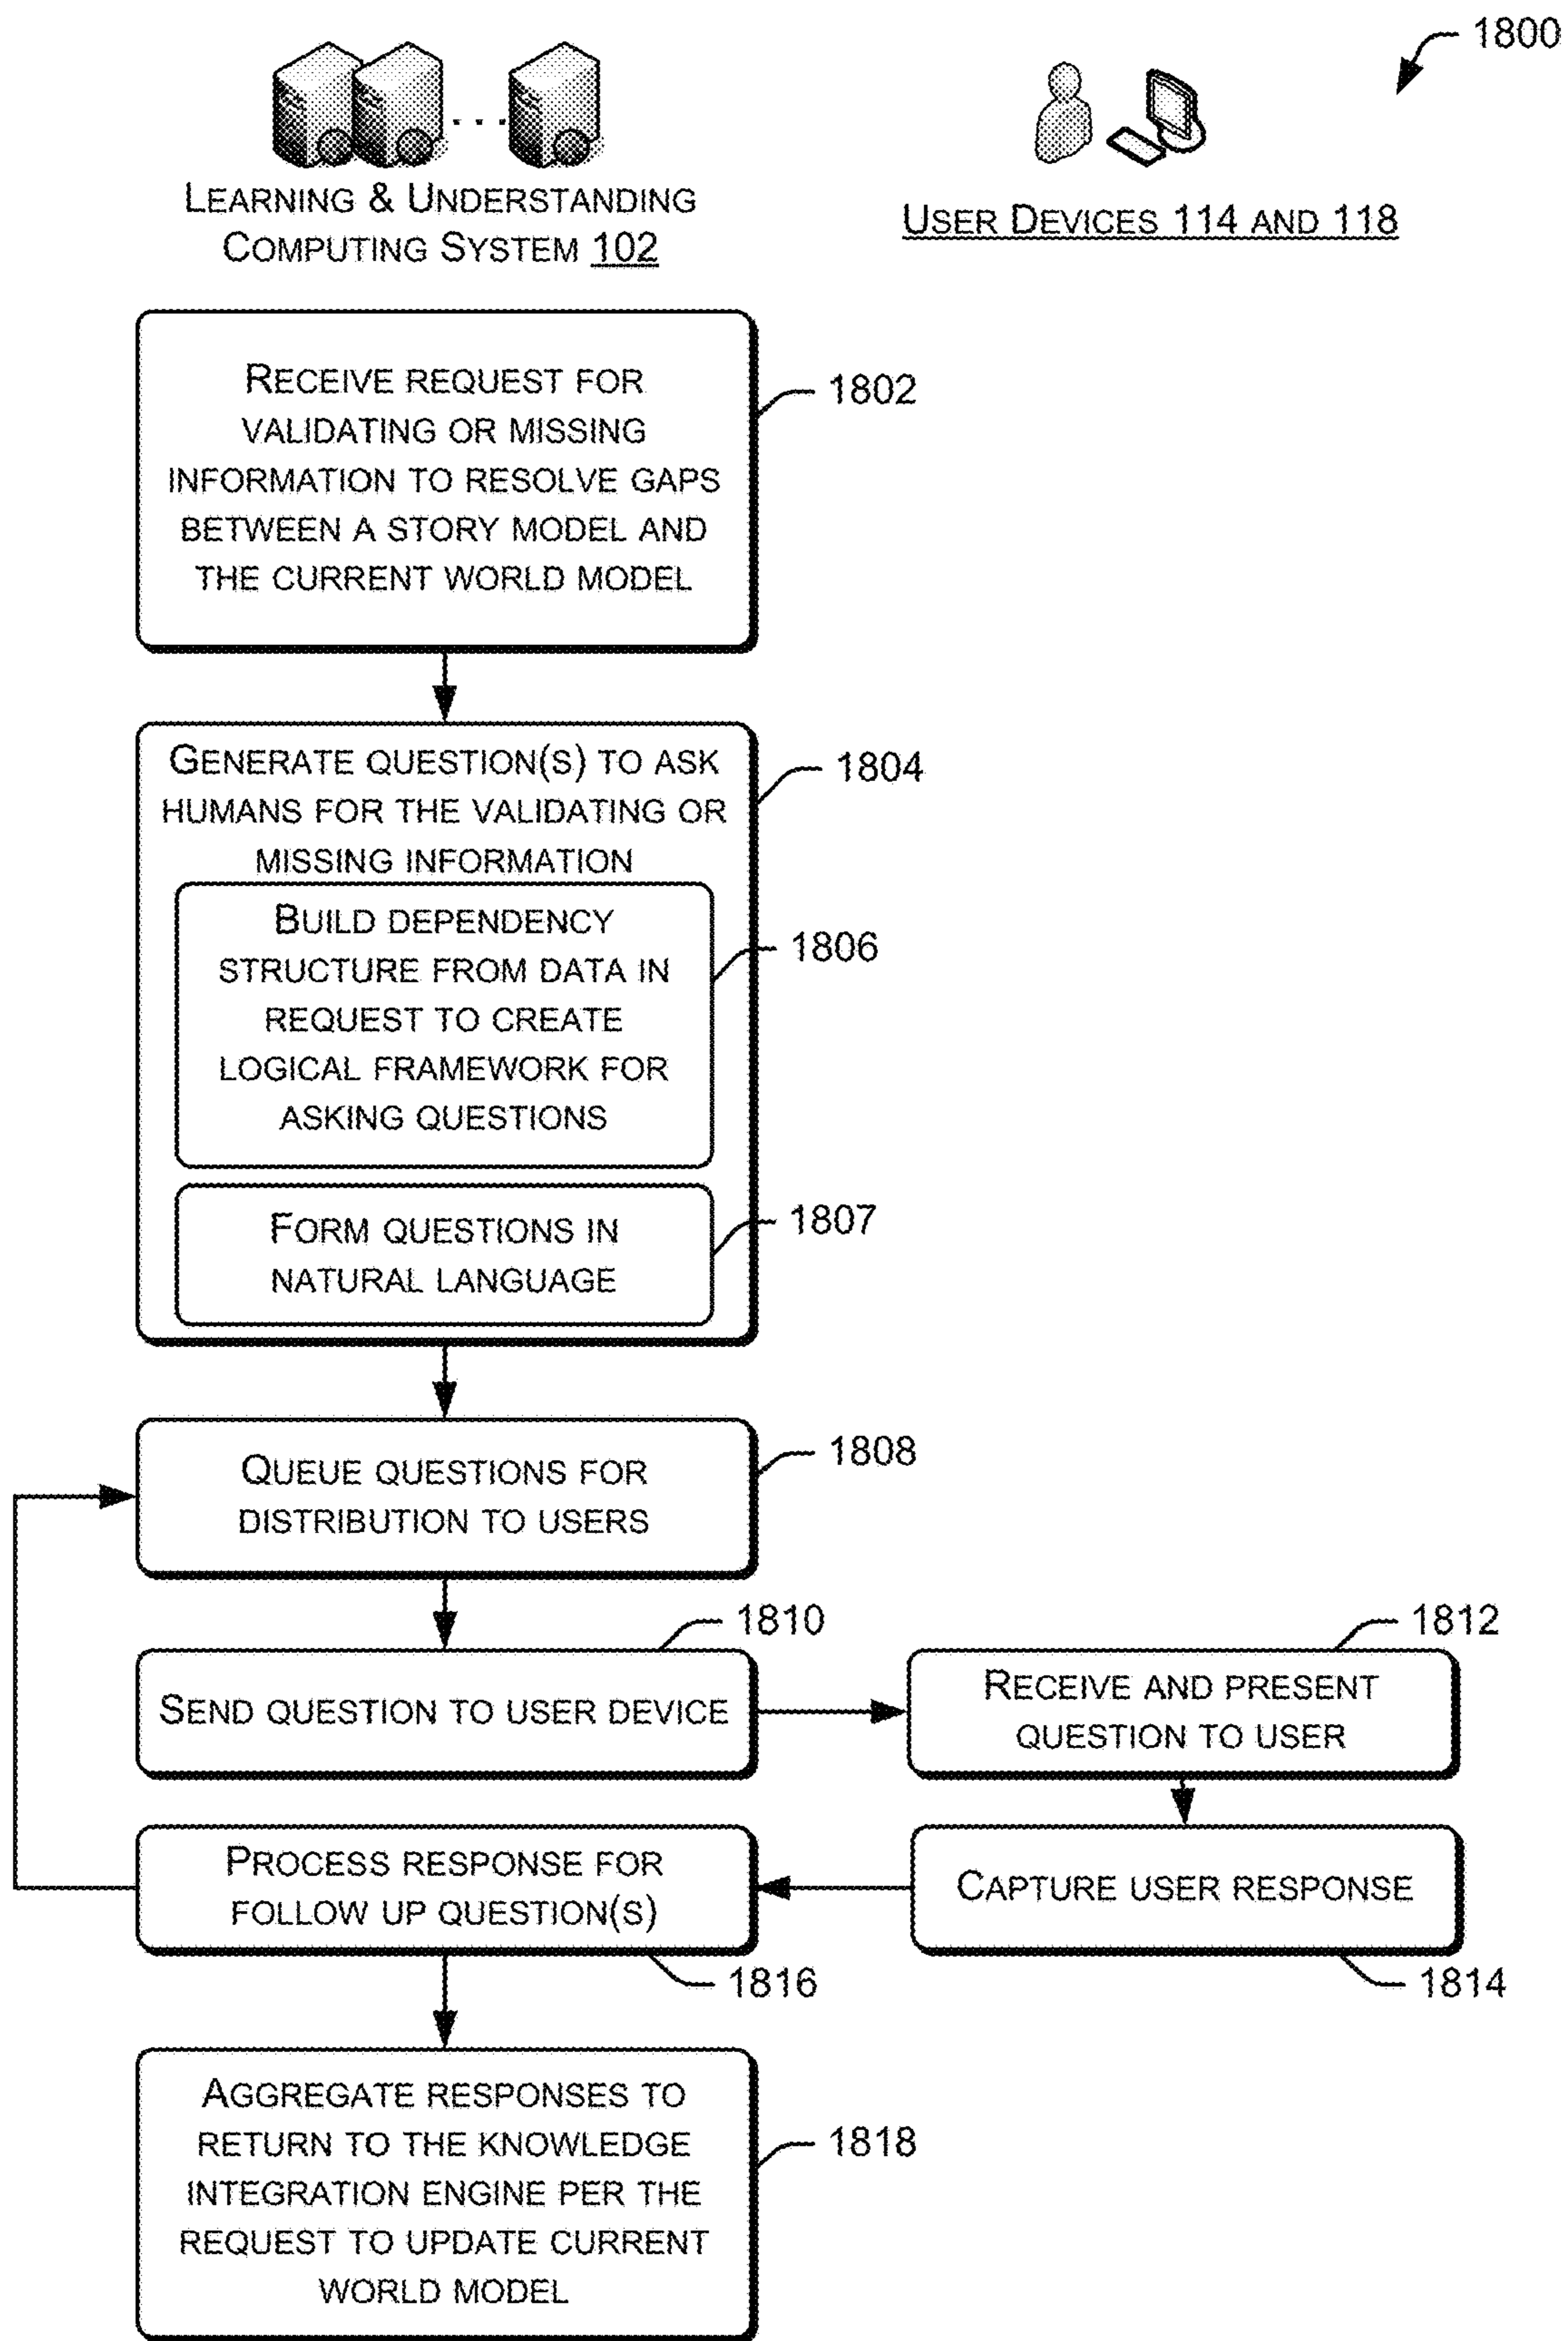 1800
LEARNING & UNDERSTANDING
COMPUTING SYSTEM 102
USER DEVICES 114 AND 118
RECEIVE REQUEST FOR
VALIDATING OR MISSING
INFORMATION TO RESOLVE GAPS
BETWEEN A STORY MODEL AND
THE CURRENT WORLD MODEL
1802
GENERATE QUESTION(S) TO ASK
HUMANS FOR THE VALIDATING OR
MISSING INFORMATION
1804
BUILD DEPENDENCY
STRUCTURE FROM DATA IN
REQUEST TO CREATE
LOGICAL FRAMEWORK FOR
ASKING QUESTIONS
1806
FORM QUESTIONS IN
NATURAL LANGUAGE
1807
QUEUE QUESTIONS FOR
DISTRIBUTION TO USERS
1808
1810
SEND QUESTION TO USER DEVICE
1812
RECEIVE AND PRESENT
QUESTION TO USER
CAPTURE USER RESPONSE
1814
PROCESS RESPONSE FOR
FOLLOW UP QUESTION(S)
1816
AGGREGATE RESPONSES TO
RETURN TO THE KNOWLEDGE
INTEGRATION ENGINE PER THE
REQUEST TO UPDATE CURRENT
WORLD MODEL
1818